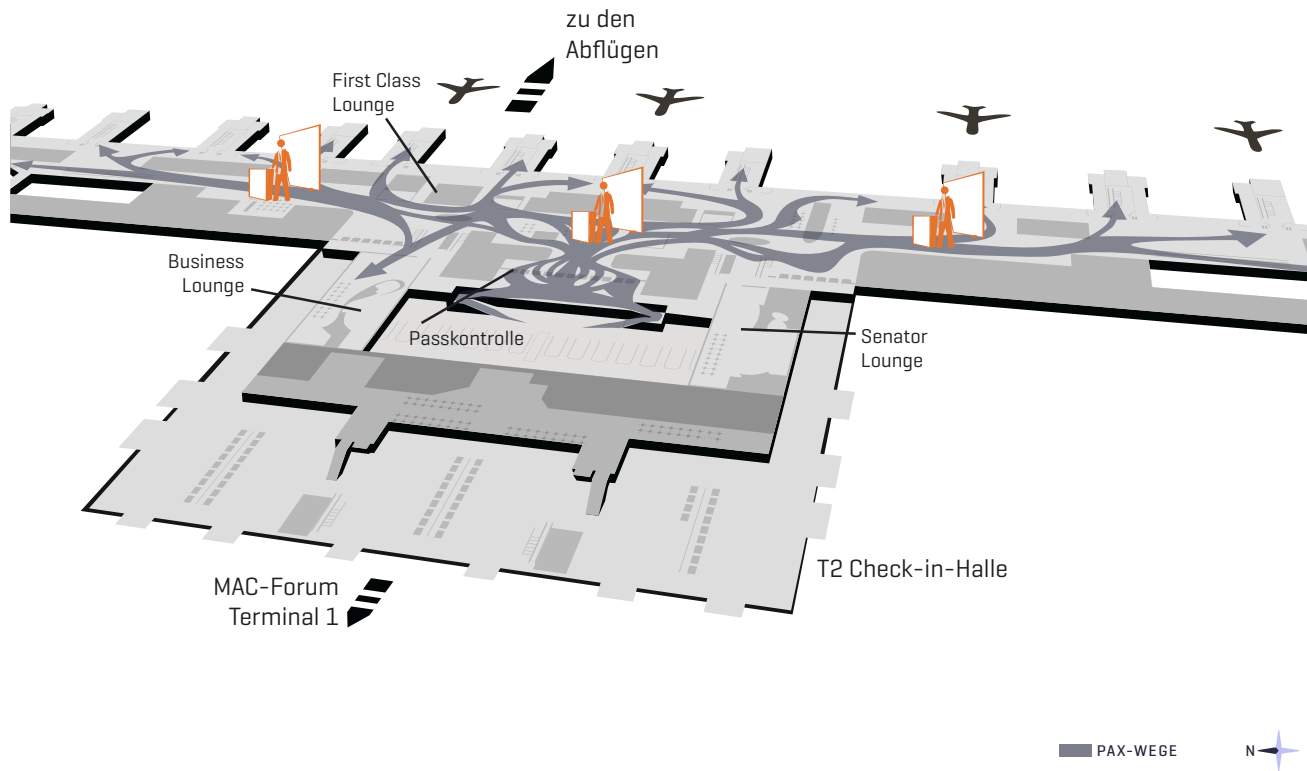 zu den
Abflügen
First Class
Lounge
Business
Lounge
Passkontrolle
Senator
Lounge
T2 Check-in-Halle
MAC-Forum
Terminal 1
PAX-WEGE
N